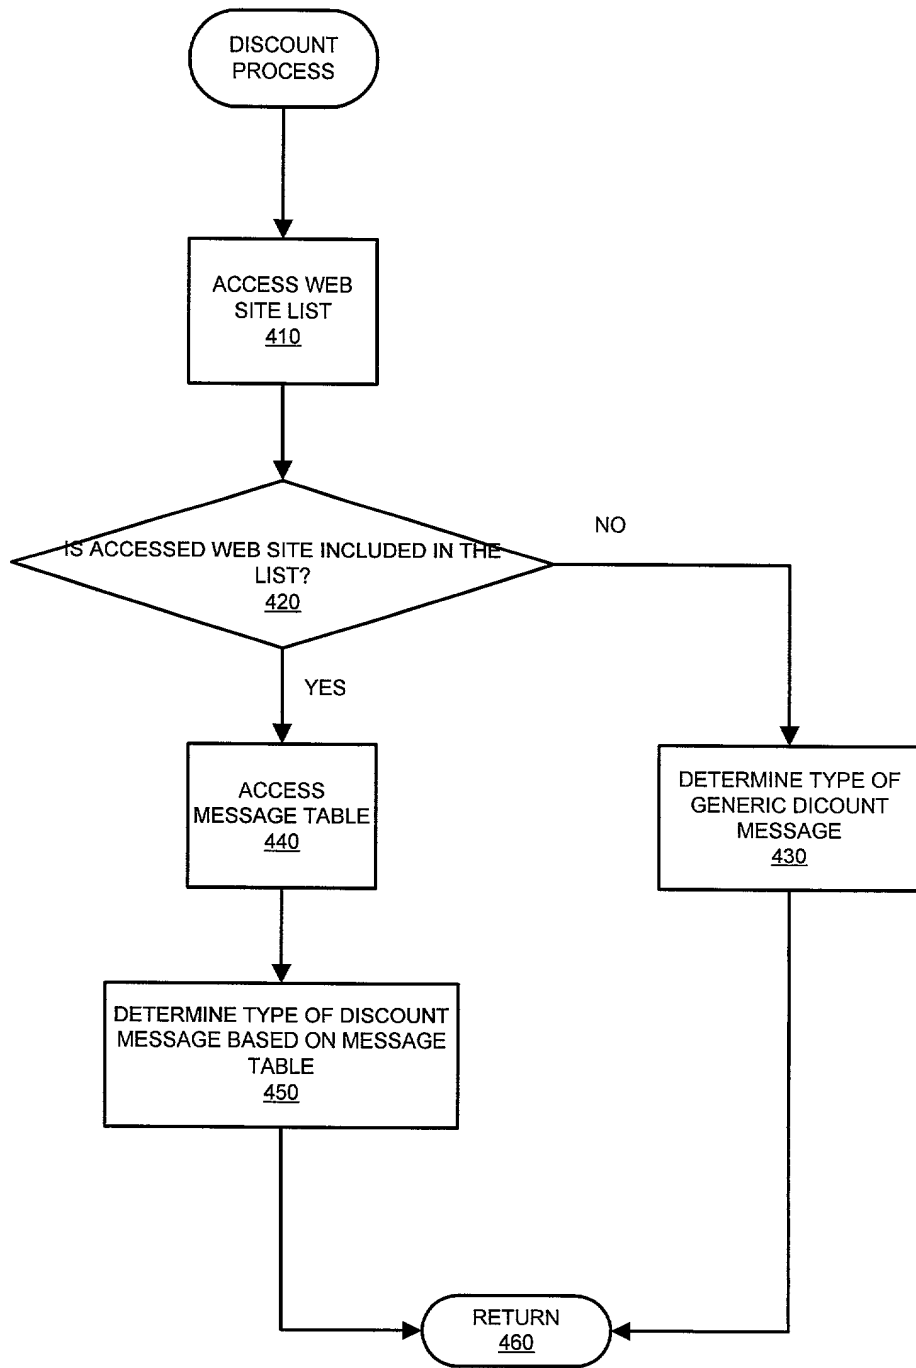 DISCOUNT
PROCESS
ACCESS WEB
SITE LIST
410
IS ACCESSED WEB SITE INCLUDED IN THE
LIST?
420
NO
YES
ACCESS
MESSAGE TABLE
440
DETERMINE TYPE OF
GENERIC DICOUNT
MESSAGE
430
DETERMINE TYPE OF DISCOUNT
MESSAGE BASED ON MESSAGE
TABLE
450
RETURN
460